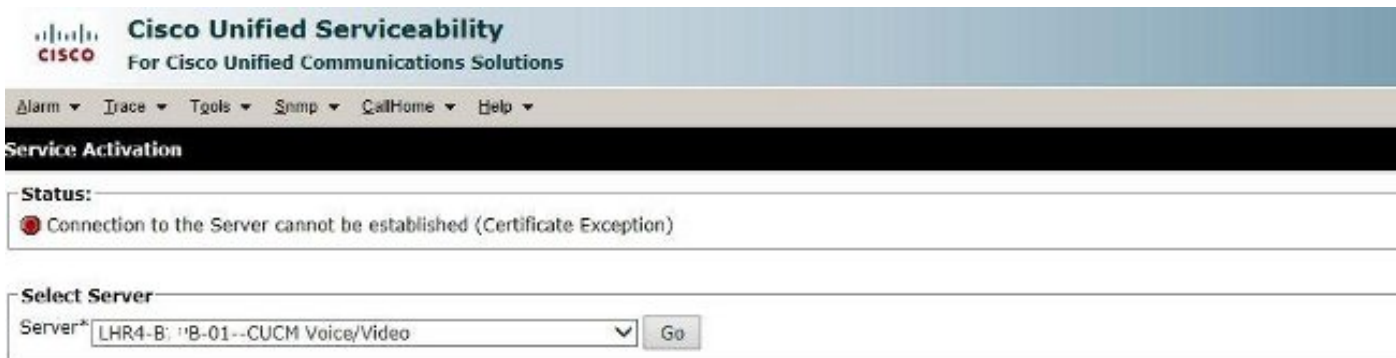 Cisco Unified Serviceability
CISCO
For Cisco Unified Communications Solutions
Alarm Trace Tools Snmp CallHome Help
Service Activation
Status:
Connection to the Server cannot be established (Certificate Exception)
Select Server
Server* --CUCM Voice/Video Go